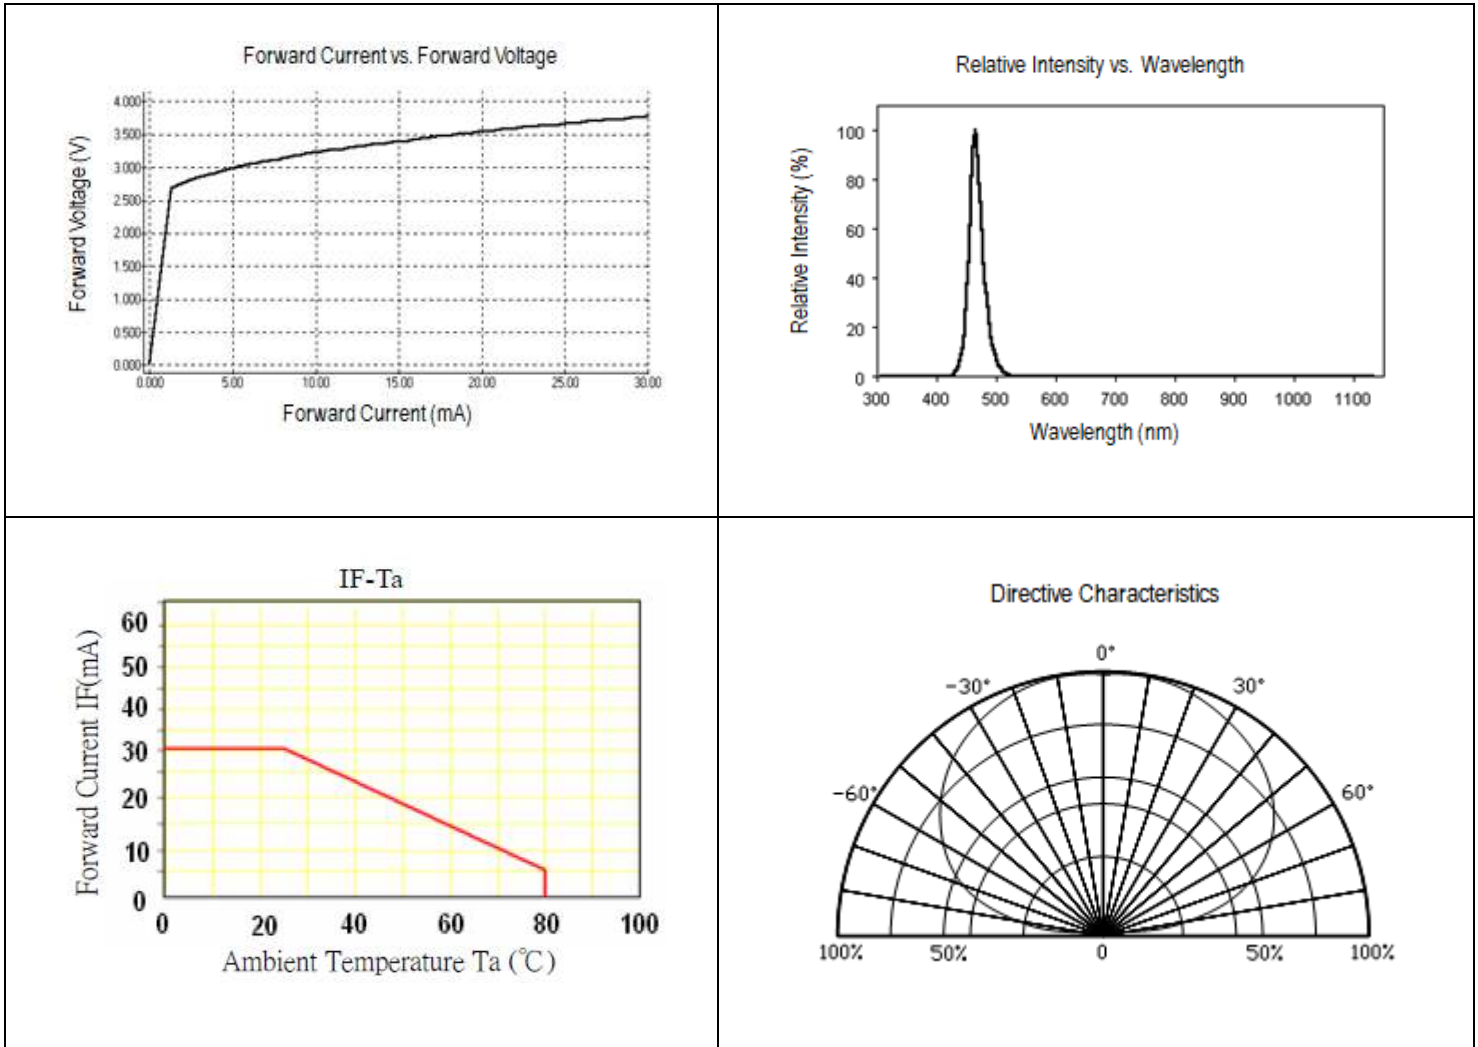 Forward Current vs. Forward Voltage
4.000
3.500
3.000
2.500
2.000
1.500
1.000
0.500
0.000
0.000 5.00 10.00 15.00 20.00 25.00 30.00
Forward Voltage (V)
Forward Current (mA)
Relative Intensity vs. Wavelength
100
80
60
40
20
0
300 400 500 600 700 800 900 1000 1100
Relative Intensity (%)
Wavelength (nm)
IF-Ta
60
50
40
30
20
10
0
0 20 40 60 80 100
Forward Current IF(mA)
Ambient Temperature Ta (℃)
Directive Characteristics
0°
-30° 30°
-60° 60°
100% 50% 0 50% 100%